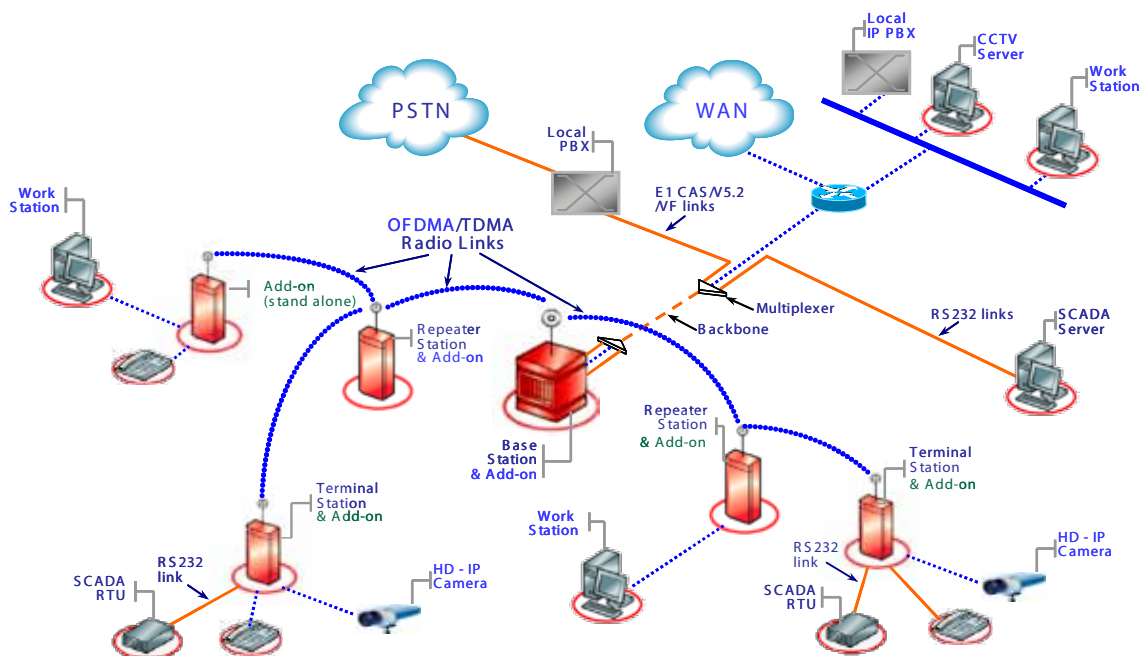 Local
IP PBX
CCTV
Server
Work
Station
PSTN
WAN
Local
PBX
E1 CAS/V5.2
/VF links
Work
Station
OFDMA/TDMA
Radio Links
Add-on
(stand alone)
Repeater
Station
& Add-on
Multiplexer
Backbone
RS232 links
SCADA
Server
Base
Station
& Add-on
Repeater
Station
& Add-on
Terminal
Station
& Add-on
Terminal
Station
& Add-on
Work
Station
RS232
link
HD - IP
Camera
SCADA
RTU
RS232
link
HD - IP
Camera
SCADA
RTU